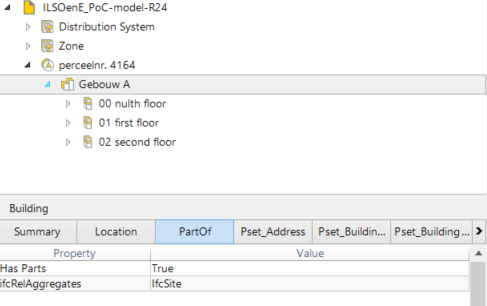 ILSOenE_PoC-model-R24
Distribution System
Zone
perceelnr. 4164
Gebouw A
00 nulth floor
01 first floor
02 second floor
Building
Summary Location PartOf Pset_Address Pset_Buildin... Pset_Building ...
Property Value
Has Parts True
ifcRelAggregates IfcSite